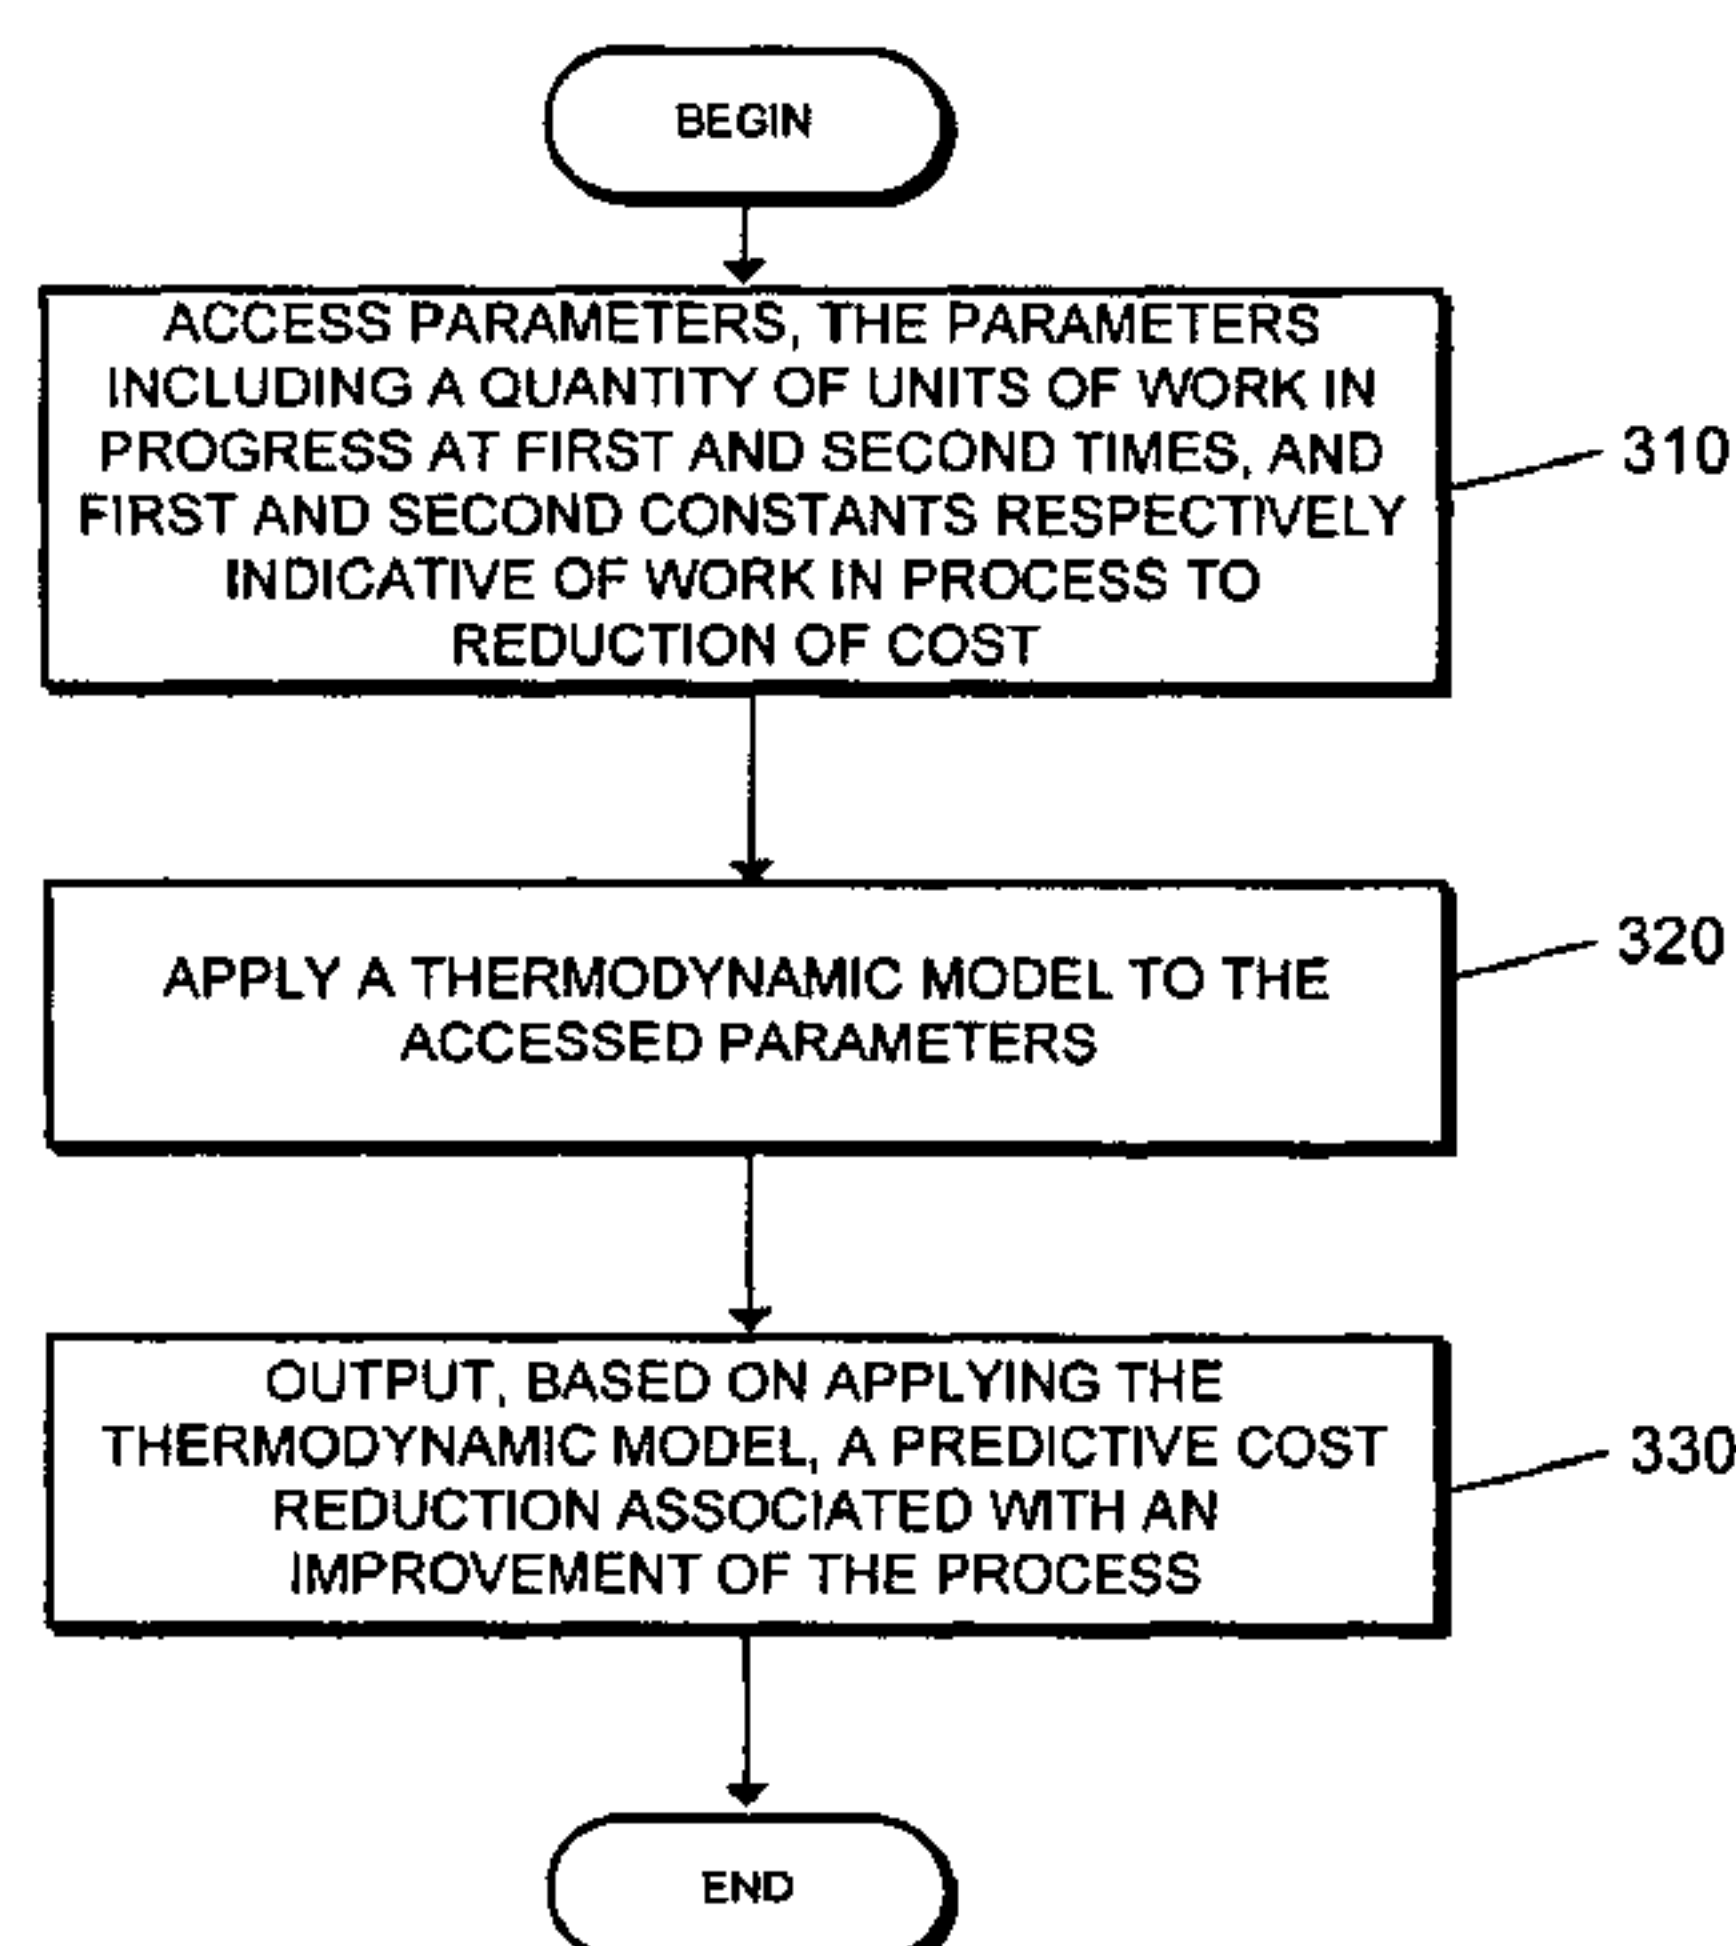 BEGIN
ACCESS PARAMETERS, THE PARAMETERS
INCLUDING A QUANTITY OF UNITS OF WORK IN
PROGRESS AT FIRST AND SECOND TIMES, AND
FIRST AND SECOND CONSTANTS RESPECTIVELY
INDICATIVE OF WORK IN PROCESS TO
REDUCTION OF COST
310
APPLY A THERMODYNAMIC MODEL TO THE
ACCESSED PARAMETERS
320
OUTPUT, BASED ON APPLYING THE
THERMODYNAMIC MODEL, A PREDICTIVE COST
REDUCTION ASSOCIATED WITH AN
IMPROVEMENT OF THE PROCESS
330
END